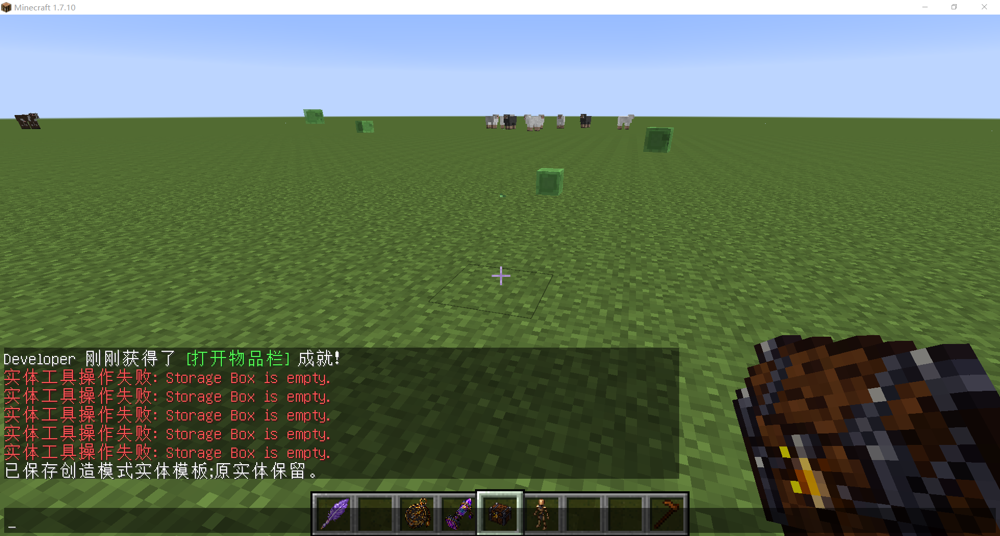 Minecraft 1.7.10
Developer 刚刚获得了 [打开物品栏] 成就!
实体工具操作失败: Storage Box is empty.
实体工具操作失败: Storage Box is empty.
实体工具操作失败: Storage Box is empty.
实体工具操作失败: Storage Box is empty.
实体工具操作失败: Storage Box is empty.
已保存创造模式实体模板;原实体保留。
_